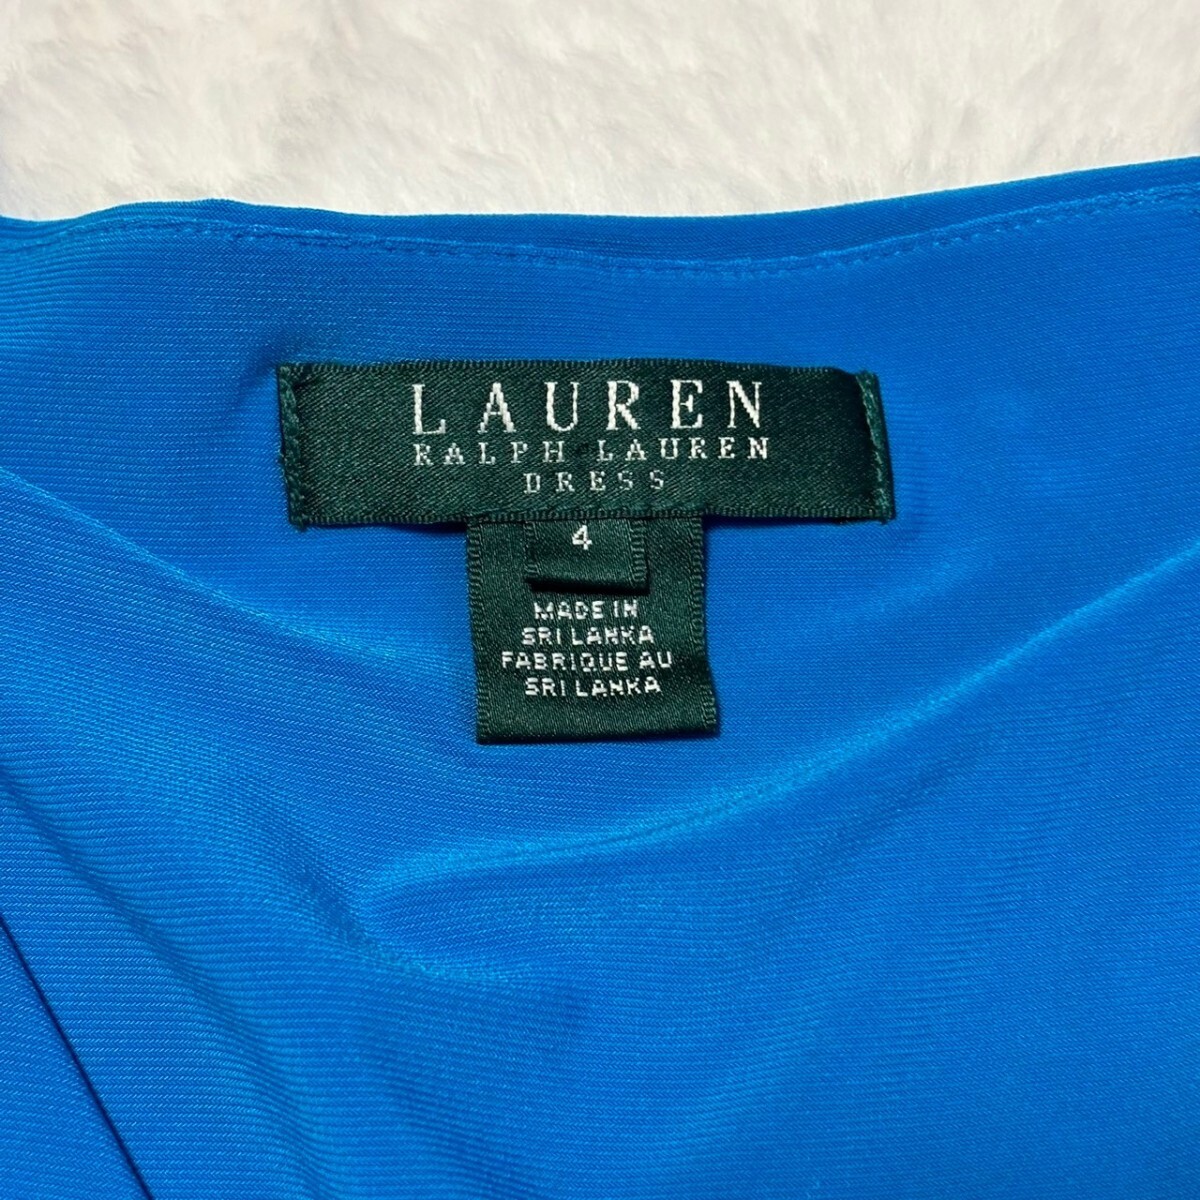 LAUREN
RALPH LAUREN
DRESS
4
MADE IN
SRI LANKA
FABRIQUE AU
SRI LANKA